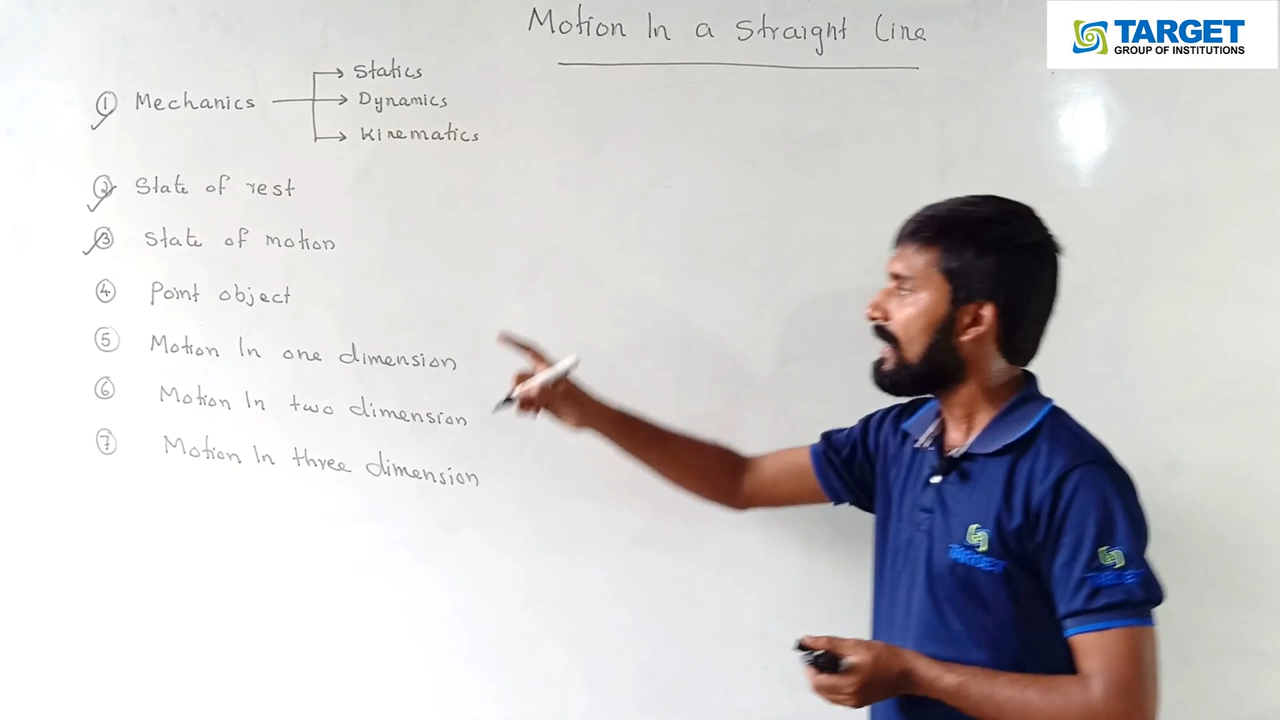 Motion In a Straight Line
TARGET
GROUP OF INSTITUTIONS
① Mechanics
Statics
Dynamics
Kinematics
② State of rest
③ State of motion
④ Point object
⑤ Motion In one dimension
⑥ Motion In two dimension
⑦ Motion In three dimension
TARGET
TARGET